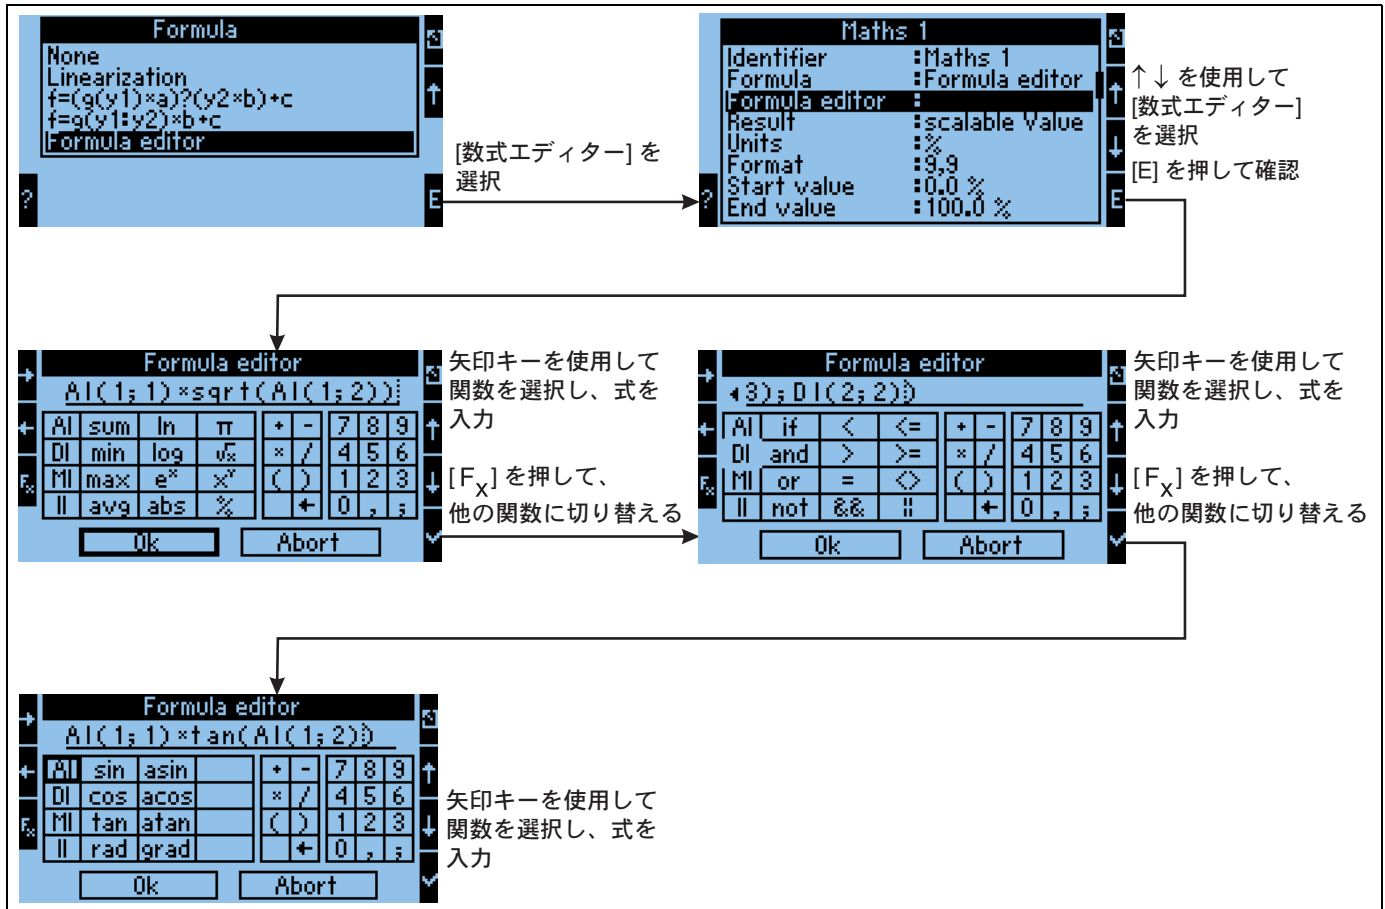 Formula
None
Linearization
f=(g(y1)×a)?(y2×b)+c
f=g(y1:y2)×b+c
Formula editor
?
↑
E
[数式エディター] を
選択
Maths 1
Identifier :Maths 1
Formula :Formula editor
Formula editor :
Result :scalable Value
Units :%
Format :9,9
Start value :0.0 %
End value :100.0 %
?
↑
↓
E
↑↓ を使用して
[数式エディター]
を選択
[E] を押して確認
Formula editor
AI(1;1)×sqrt(AI(1;2))
AI sum ln π + - 7 8 9
DI min log √x × / 4 5 6
MI max eˣ xʸ ( ) 1 2 3
II avg abs % ← 0 , ;
Ok Abort
→
←
Fx
↑
↓
✓
矢印キーを使用して
関数を選択し、式を
入力
[Fx] を押して、
他の関数に切り替える
Formula editor
◂3);DI(2;2))
AI if < <= + - 7 8 9
DI and > >= × / 4 5 6
MI or = <> ( ) 1 2 3
II not && || ← 0 , ;
Ok Abort
→
←
Fx
↑
↓
✓
矢印キーを使用して
関数を選択し、式を
入力
[Fx] を押して、
他の関数に切り替える
Formula editor
AI(1;1)×tan(AI(1;2))
AI sin asin + - 7 8 9
DI cos acos × / 4 5 6
MI tan atan ( ) 1 2 3
II rad grad ← 0 , ;
Ok Abort
→
←
Fx
↑
↓
✓
矢印キーを使用して
関数を選択し、式を
入力